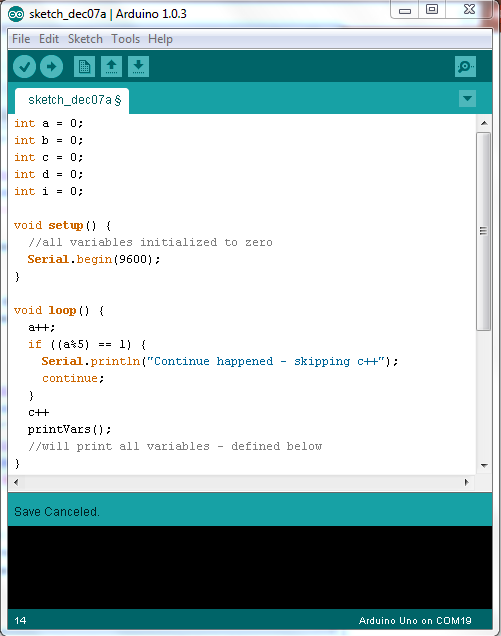 sketch_dec07a | Arduino 1.0.3
File Edit Sketch Tools Help
sketch_dec07a §
int a = 0;
int b = 0;
int c = 0;
int d = 0;
int i = 0;
void setup() {
//all variables initialized to zero
Serial.begin(9600);
}
void loop() {
a++;
if ((a%5) == 1) {
Serial.println("Continue happened - skipping c++");
continue;
}
c++
printVars();
//will print all variables - defined below
}
Save Canceled.
14 Arduino Uno on COM19